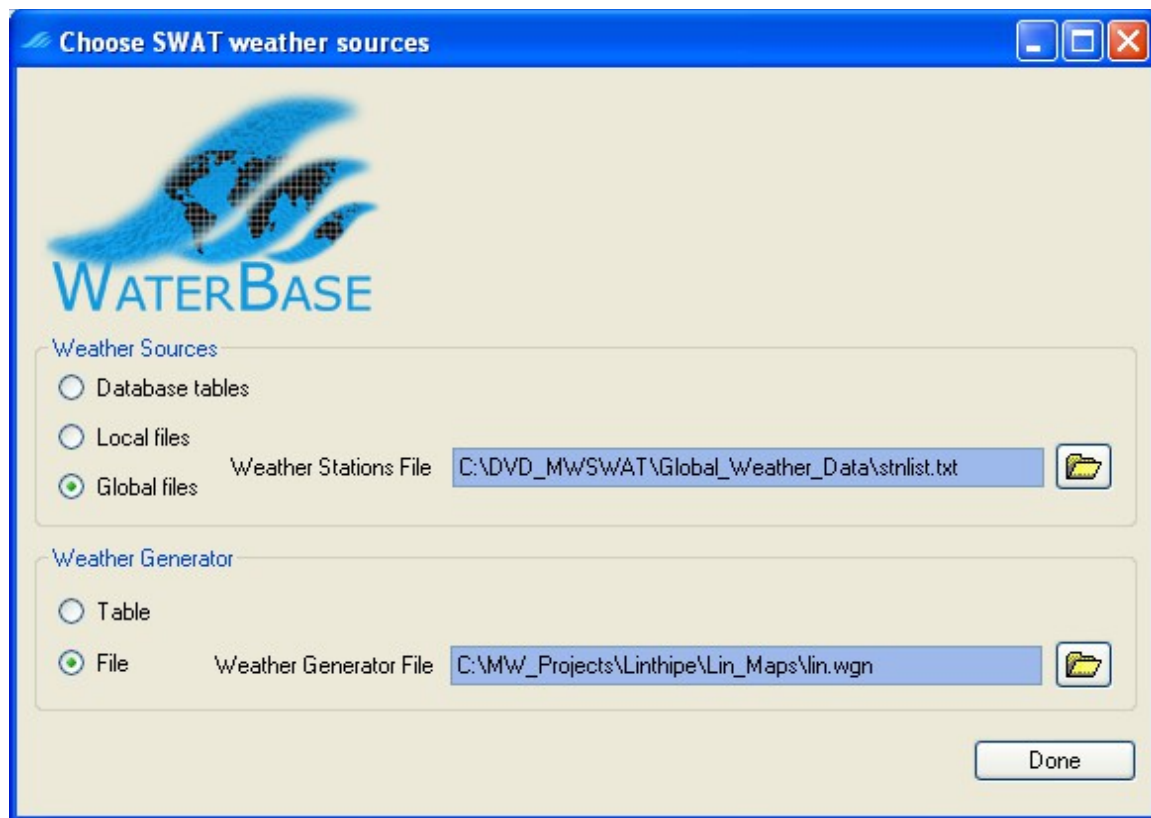 Choose SWAT weather sources
WATERBASE
Weather Sources
Database tables
Local files
Weather Stations File C:\DVD_MWSWAT\Global_Weather_Data\stnlist.txt
Global files
Weather Generator
Table
File Weather Generator File C:\MW_Projects\Linthipe\Lin_Maps\lin.wgn
Done